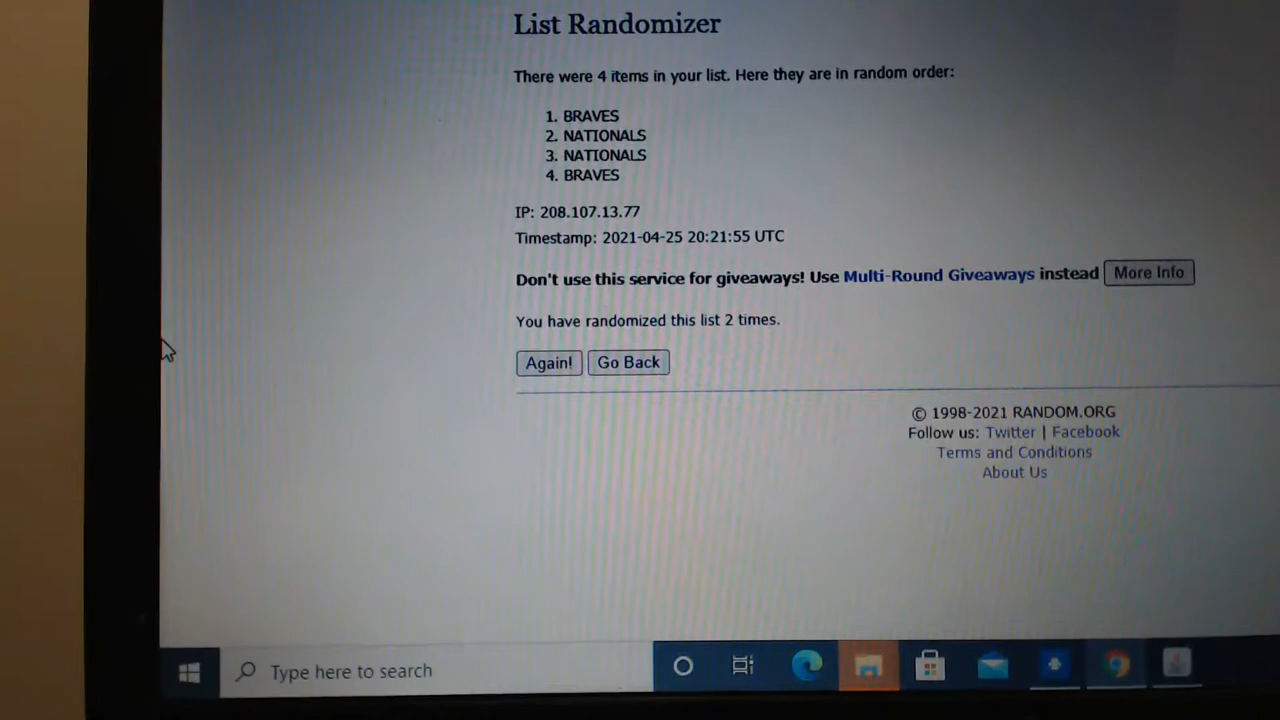 List Randomizer
There were 4 items in your list. Here they are in random order:
1. BRAVES
2. NATIONALS
3. NATIONALS
4. BRAVES
IP: 208.107.13.77
Timestamp: 2021-04-25 20:21:55 UTC
Don't use this service for giveaways! Use Multi-Round Giveaways instead More Info
You have randomized this list 2 times.
Again! Go Back
© 1998-2021 RANDOM.ORG
Follow us: Twitter | Facebook
Terms and Conditions
About Us
Type here to search